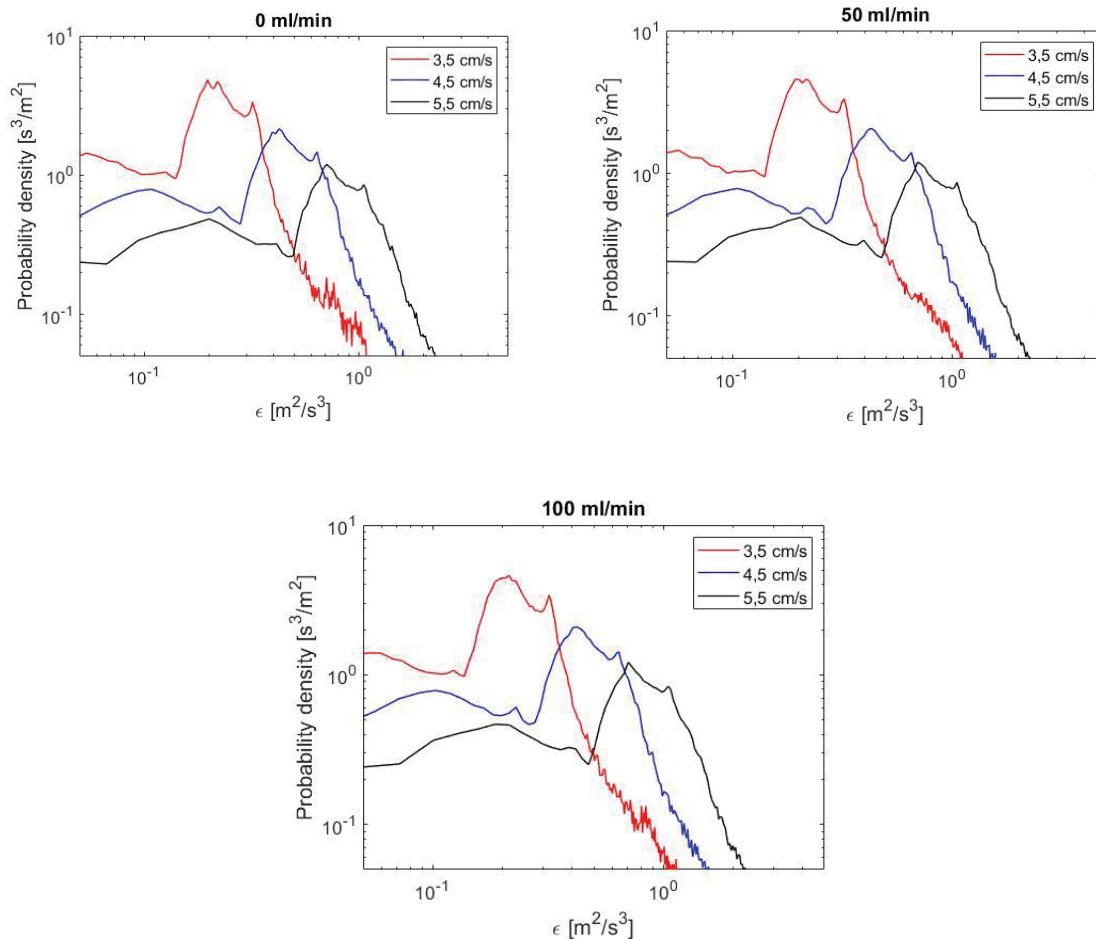 0 ml/min
10^1
10^0
10^-1
Probability density [s^3/m^2]
3,5 cm/s
4,5 cm/s
5,5 cm/s
10^-1
10^0
ϵ [m^2/s^3]
50 ml/min
10^1
10^0
10^-1
Probability density [s^3/m^2]
3,5 cm/s
4,5 cm/s
5,5 cm/s
10^-1
10^0
ϵ [m^2/s^3]
100 ml/min
10^1
10^0
10^-1
Probability density [s^3/m^2]
3,5 cm/s
4,5 cm/s
5,5 cm/s
10^-1
10^0
ϵ [m^2/s^3]